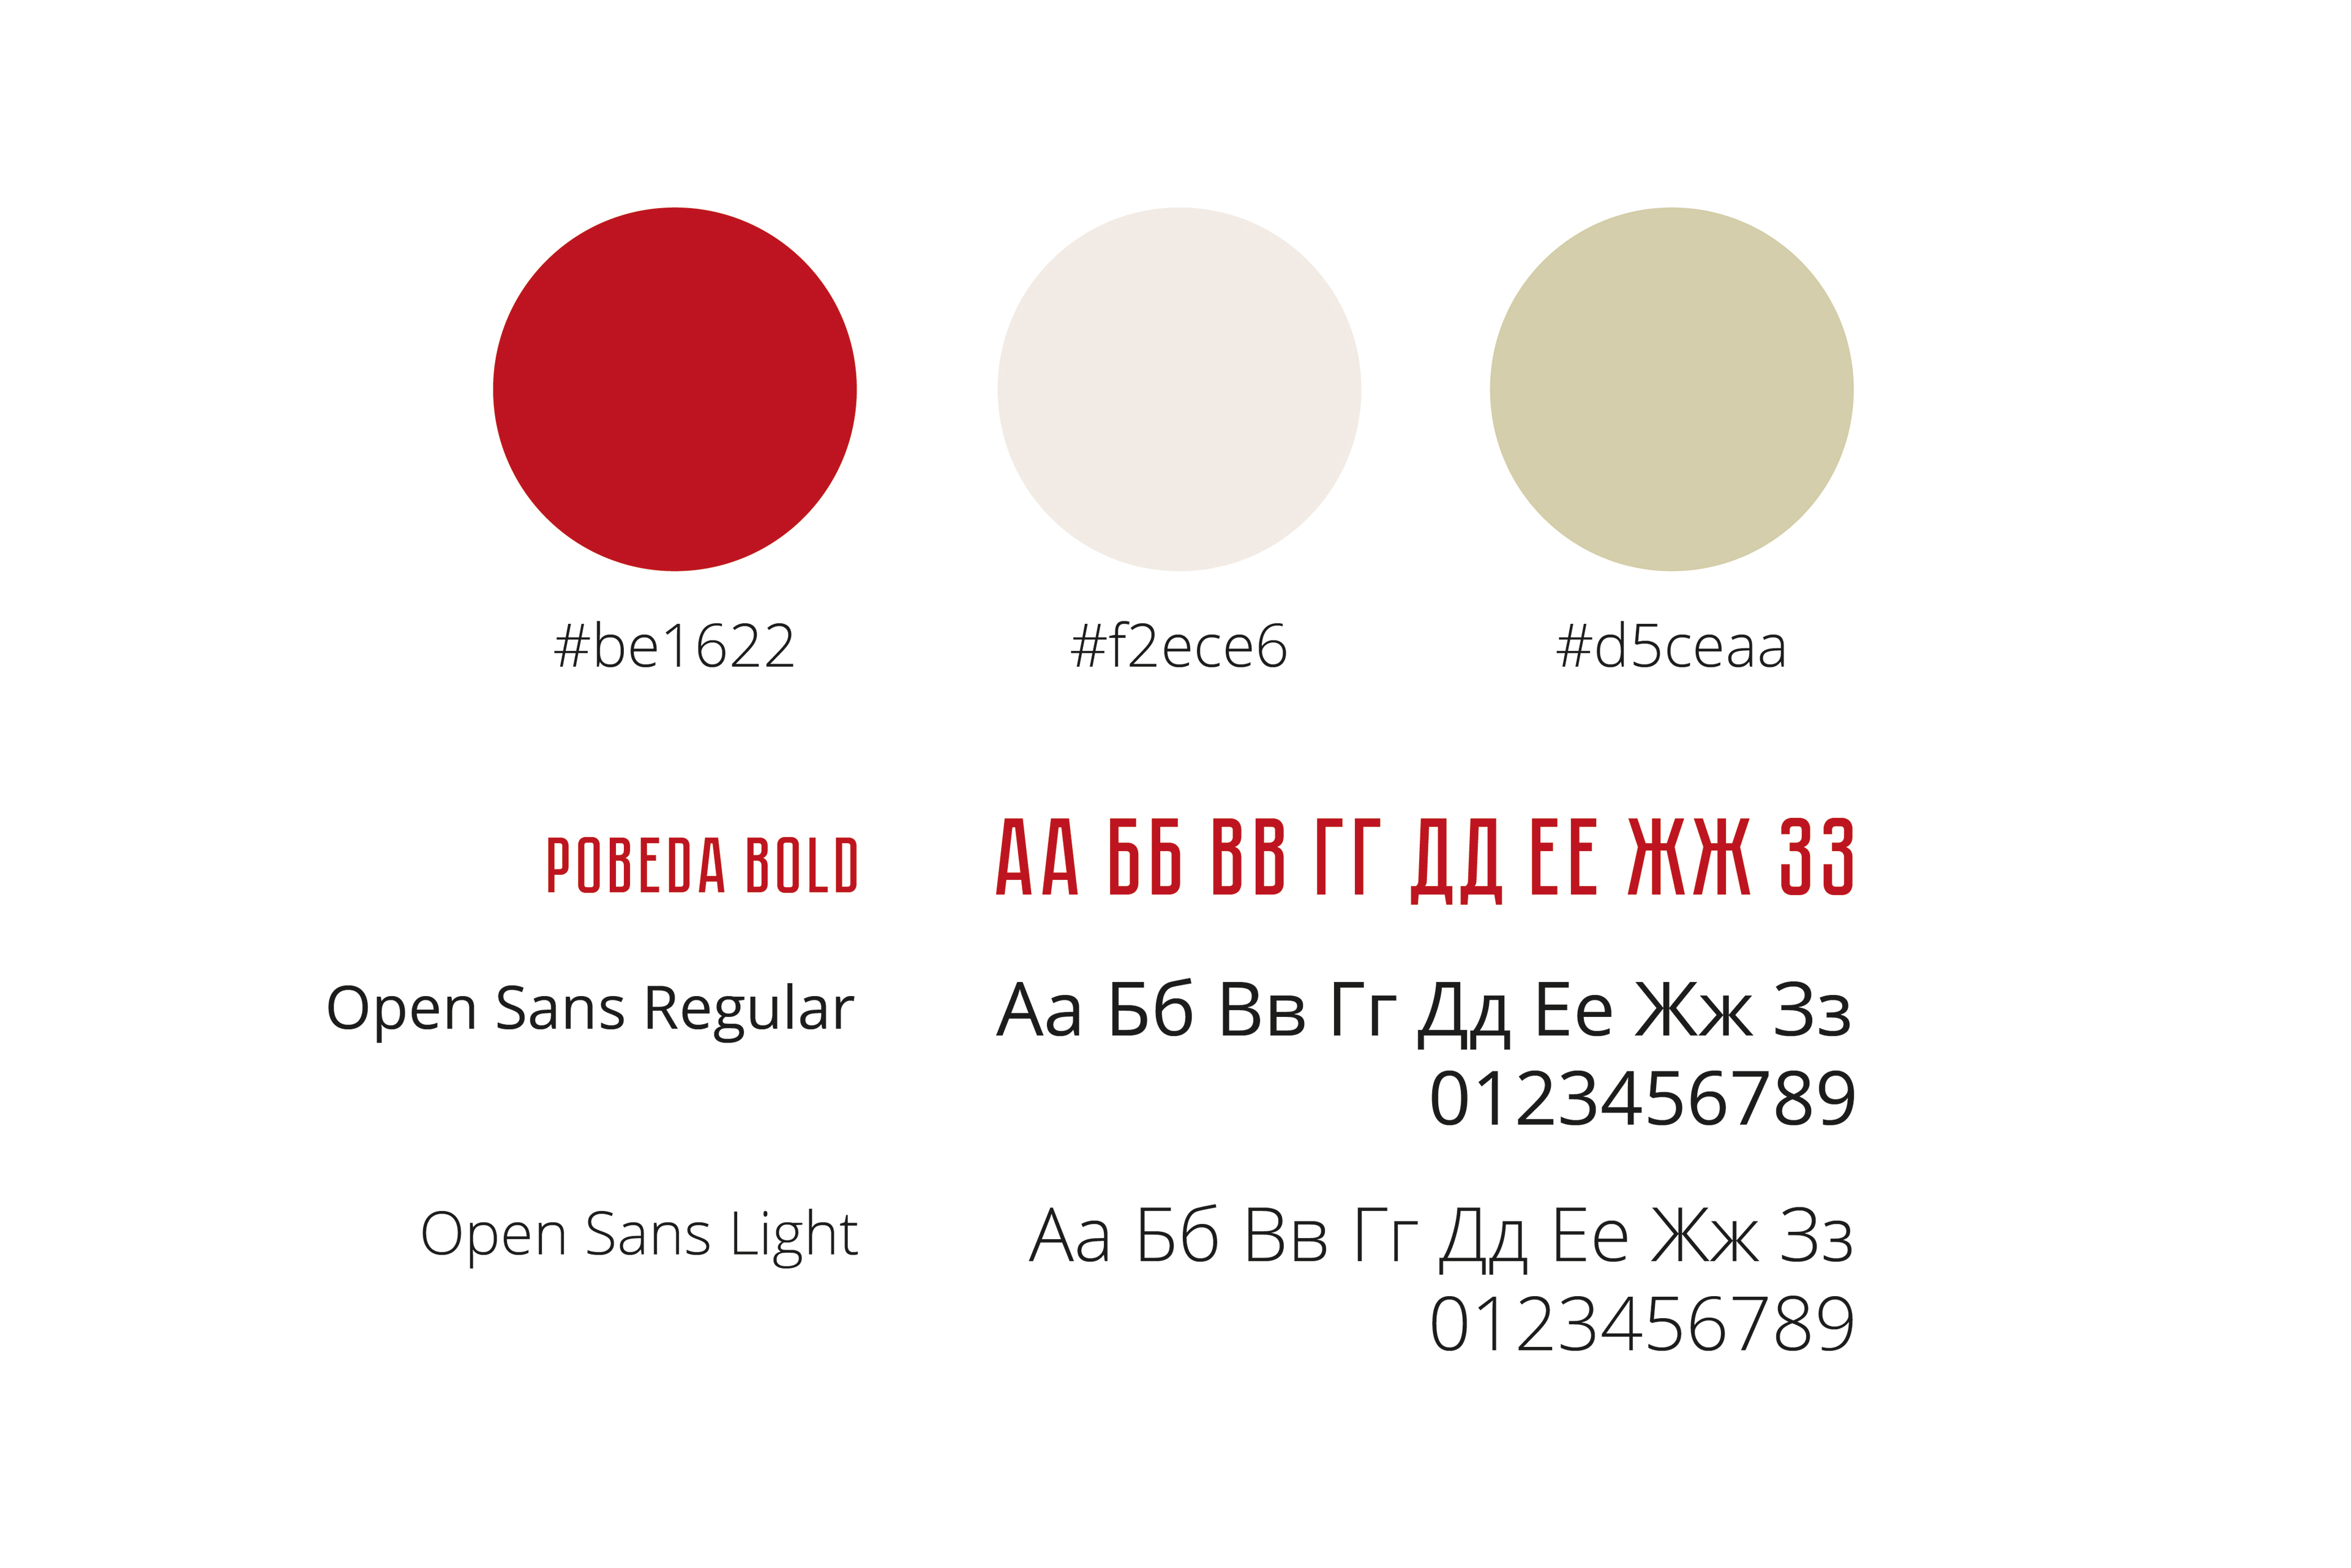 #be1622 #f2ece6 #d5ceaa
POBEDA BOLD АА ББ ВВ ГГ ДД ЕЕ ЖЖ ЗЗ
Open Sans Regular Аа Бб Вв Гг Дд Ее Жж Зз
0123456789
Open Sans Light Аа Бб Вв Гг Дд Ее Жж Зз
0123456789